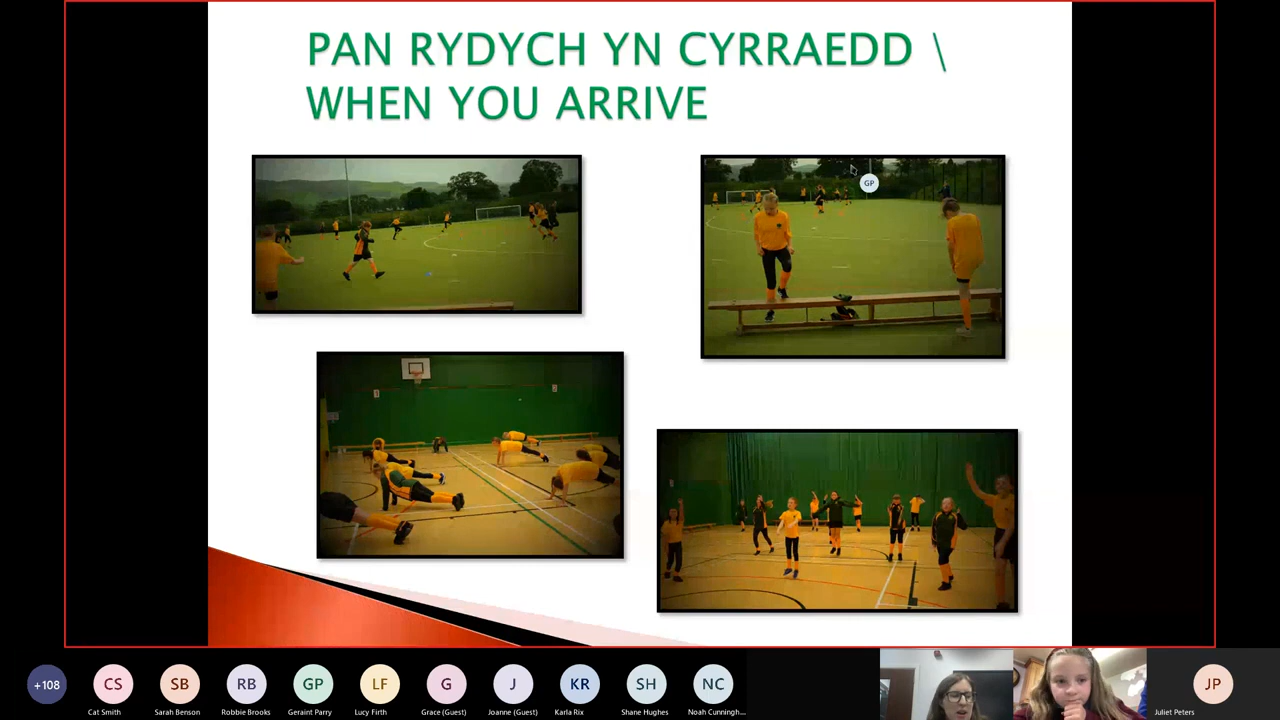 PAN RYDYCH YN CYRRAEDD \
WHEN YOU ARRIVE
GP
+108
CS
SB
RB
GP
LF
G
J
KR
SH
NC
JP
Cat Smith
Sarah Benson
Robbie Brooks
Geraint Parry
Lucy Firth
Grace (Guest)
Joanne (Guest)
Karla Rix
Shane Hughes
Noah Cunningh...
Juliet Peters